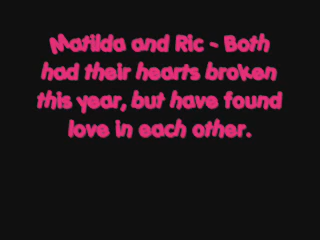 Matilda and Ric - Both
had their hearts broken
this year, but have found
love in each other.